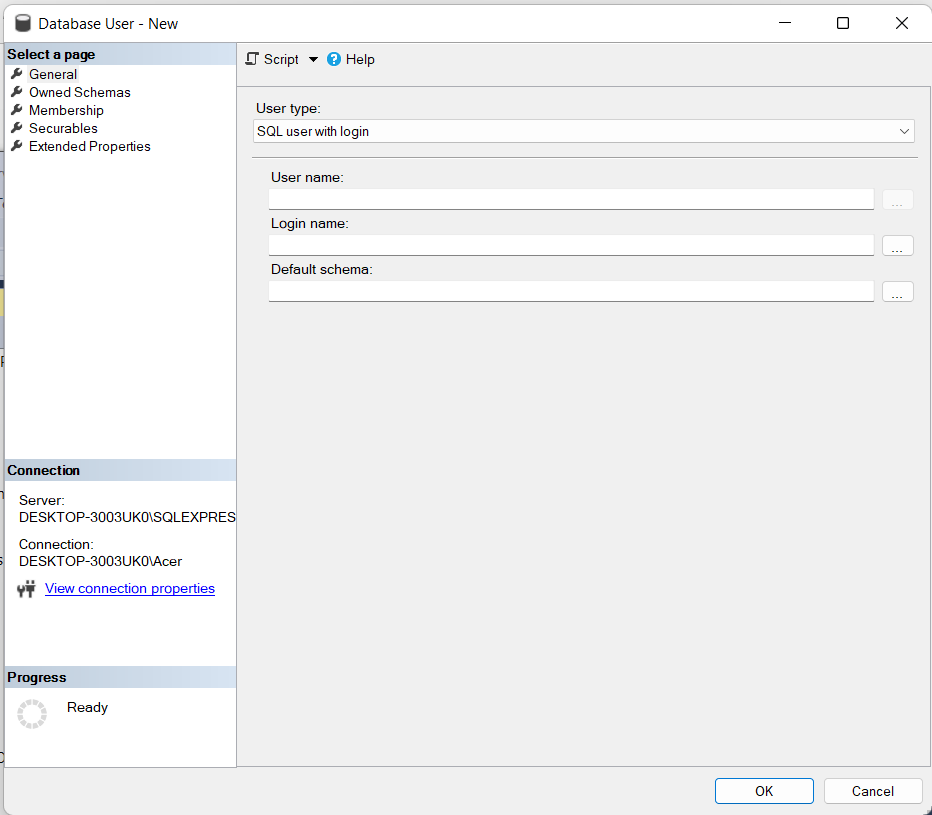 Database User - New
Select a page
General
Owned Schemas
Membership
Securables
Extended Properties
Script
Help
User type:
SQL user with login
User name:
...
Login name:
...
Default schema:
...
Connection
Server:
DESKTOP-3003UK0\SQLEXPRES
Connection:
DESKTOP-3003UK0\Acer
View connection properties
Progress
Ready
OK
Cancel